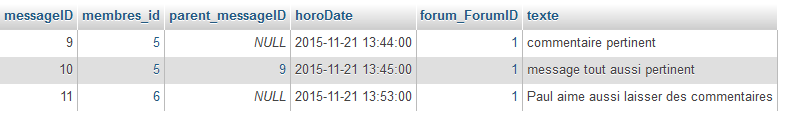 messageID membres_id parent_messageID horoDate forum_ForumID texte
9 5 NULL 2015-11-21 13:44:00 1 commentaire pertinent
10 5 9 2015-11-21 13:45:00 1 message tout aussi pertinent
11 6 NULL 2015-11-21 13:53:00 1 Paul aime aussi laisser des commentaires